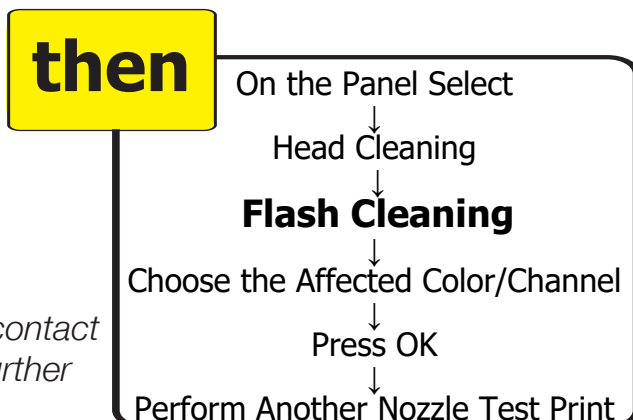 then
On the Panel Select
↓
Head Cleaning
↓
Flash Cleaning
↓
Choose the Affected Color/Channel
↓
contact
Press OK
↓
Perform Another Nozzle Test Print